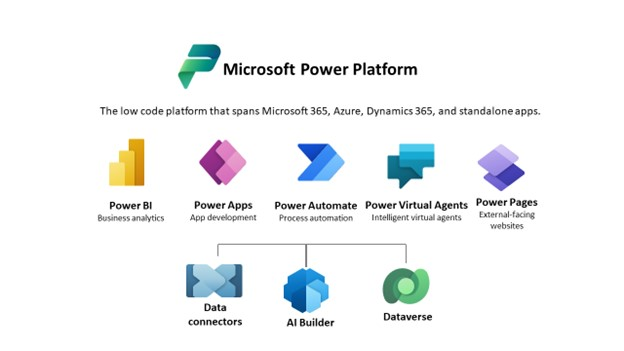 Microsoft Power Platform
The low code platform that spans Microsoft 365, Azure, Dynamics 365, and standalone apps.
Power BI
Business analytics
Power Apps
App development
Power Automate
Process automation
Power Virtual Agents
Intelligent virtual agents
Power Pages
External-facing
websites
Data
connectors
AI Builder
Dataverse